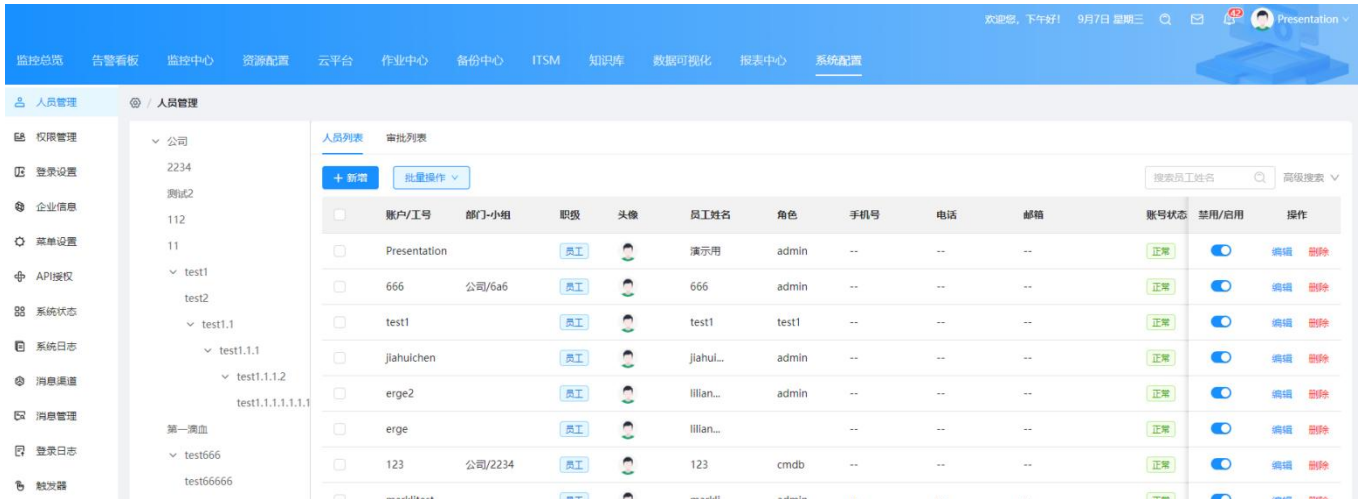 欢迎您，下午好! 9月7日 星期三 42 Presentation
监控总览 告警看板 监控中心 资源配置 云平台 作业中心 备份中心 ITSM 知识库 数据可视化 报表中心 系统配置
人员管理
权限管理
登录设置
企业信息
菜单设置
API授权
系统状态
系统日志
消息渠道
消息管理
登录日志
触发器
/ 人员管理
公司
2234
测试2
112
11
test1
test2
test1.1
test1.1.1
test1.1.1.2
test1.1.1.1.1.1
第一滴血
test666
test66666
人员列表 审批列表
+ 新增 批量操作 搜索员工姓名 高级搜索
账户/工号 部门-小组 职级 头像 员工姓名 角色 手机号 电话 邮箱 账号状态 禁用/启用 操作
Presentation 员工 演示用 admin -- -- -- 正常 编辑 删除
666 公司/6a6 员工 666 admin -- -- -- 正常 编辑 删除
test1 员工 test1 test1 -- -- -- 正常 编辑 删除
jiahuichen 员工 jiahui... admin -- -- -- 正常 编辑 删除
erge2 员工 lilian... admin -- -- -- 正常 编辑 删除
erge 员工 lilian... -- -- -- 正常 编辑 删除
123 公司/2234 员工 123 cmdb -- -- -- 正常 编辑 删除